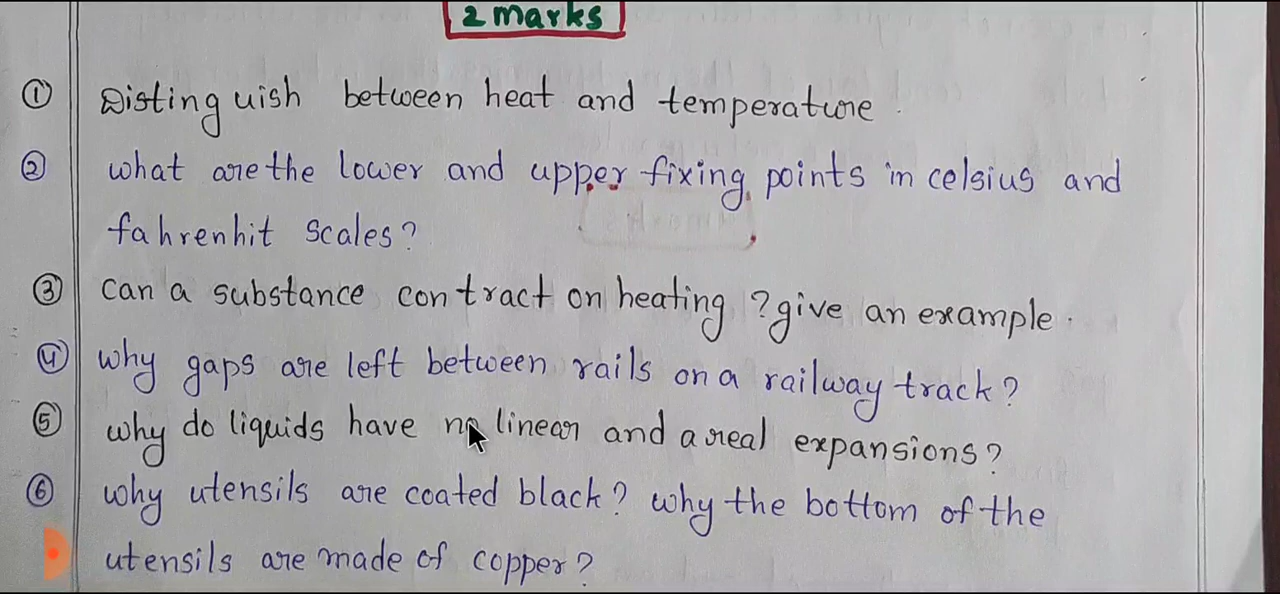 2 marks
① Distinguish between heat and temperature.
② what are the lower and upper fixing points in celsius and
fahrenhit scales?
③ can a substance contract on heating ? give an example.
④ why gaps are left between rails on a railway track?
⑤ why do liquids have no linear and areal expansions?
⑥ why utensils are coated black? why the bottom of the
utensils are made of copper?